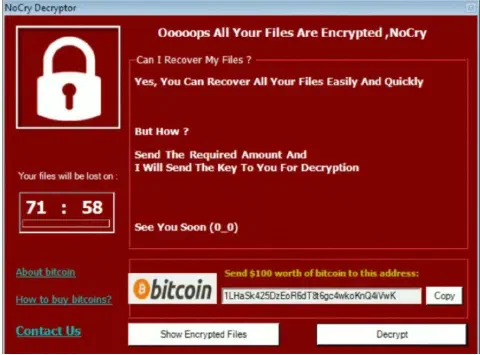 NoCry Decryptor
Ooooops All Your Files Are Encrypted ,NoCry
Can I Recover My Files ?
Yes, You Can Recover All Your Files Easily And Quickly
But How ?
Send The Required Amount And
I Will Send The Key To You For Decryption
See You Soon (0_0)
Your files will be lost on :
71 : 58
About bitcoin
How to buy bitcoins?
Contact Us
bitcoin
Send $100 worth of bitcoin to this address:
Copy
Show Encrypted Files
Decrypt